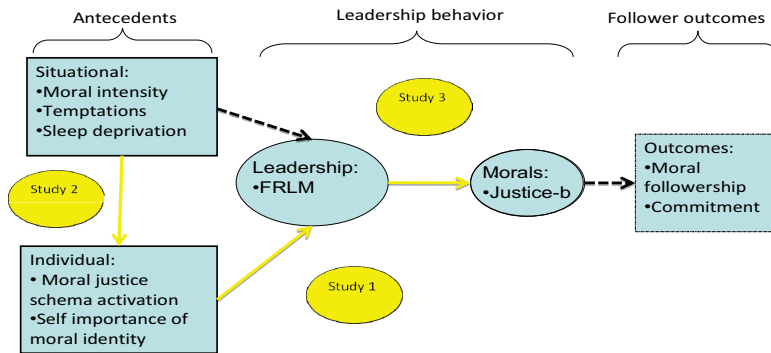 Antecedents
Leadership behavior
Follower outcomes
Situational:
•Moral intensity
•Temptations
•Sleep deprivation
Study 3
Leadership:
•FRLM
Morals:
•Justice-b
Outcomes:
•Moral
followership
•Commitment
Study 2
Individual:
• Moral justice
schema activation
•Self importance of
moral identity
Study 1